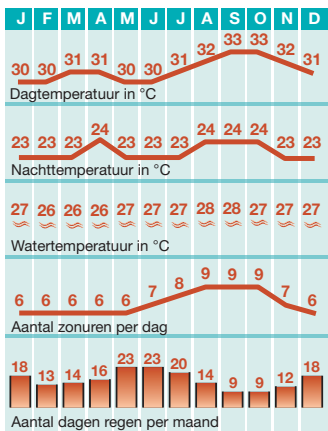 J F M A M J J A S O N D
30 30 31 31 30 30 31 32 33 33 32 31
Dagtemperatuur in °C
23 23 23 24 23 23 23 24 24 24 23 23
Nachttemperatuur in °C
27 26 26 26 27 27 27 28 28 27 27 27
Watertemperatuur in °C
6 6 6 6 6 7 8 9 9 9 7 6
Aantal zonuren per dag
18 13 14 16 23 23 20 14 9 9 12 18
Aantal dagen regen per maand